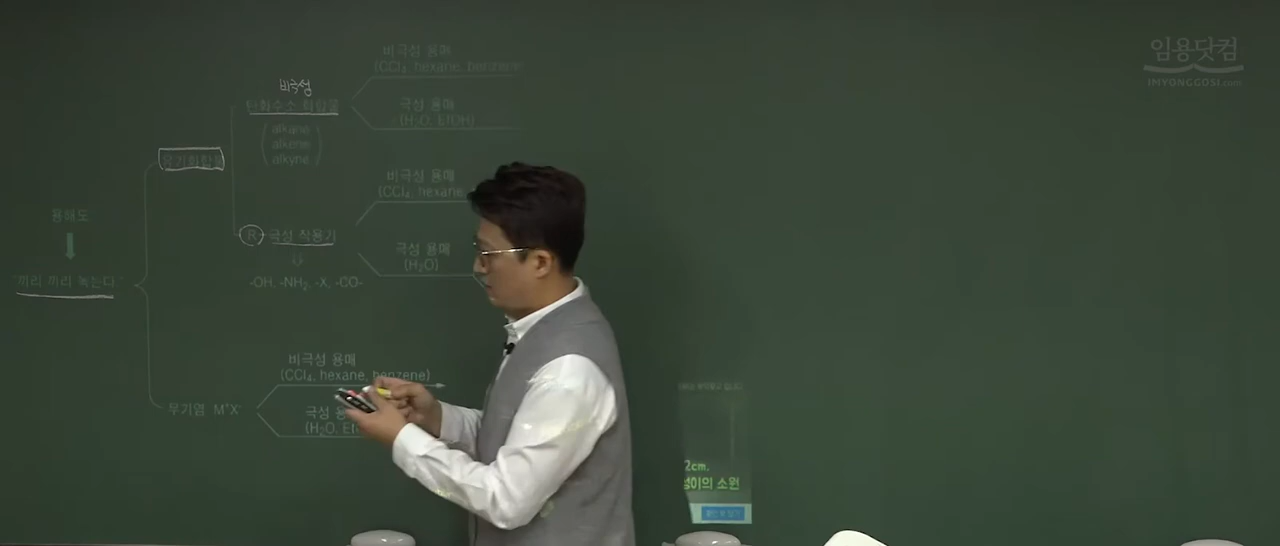 임용닷컴
IMYONGGOSI.com
비극성 용매
(CCl₄, hexane, benzene
비극성
탄화수소 화합물
극성 용매
(H₂O, EtOH)
alkane
alkene
alkyne
유기화합물
비극성 용매
(CCl₄, hexane
용해도
R-극성 작용기
극성 용매
(H₂O)
"끼리 끼리 녹는다"
-OH, -NH₂, -X, -CO-
비극성 용매
(CCl₄, hexane, benzene)
무기염 M⁺X⁻
극성
(H₂O, Et
2cm.
성이의 소원